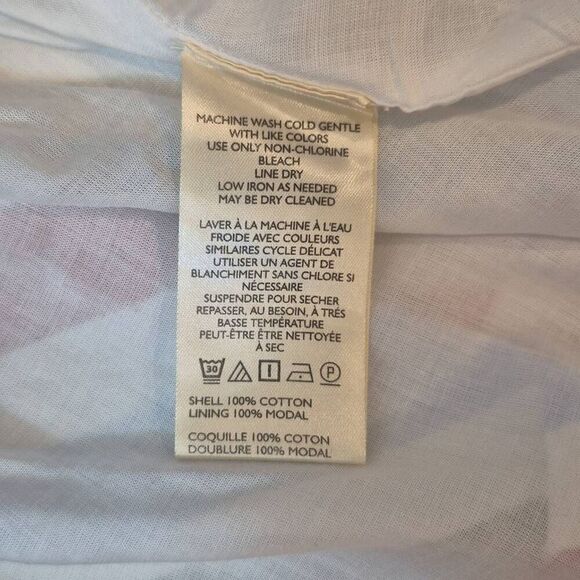 MACHINE WASH COLD GENTLE
WITH LIKE COLORS
USE ONLY NON-CHLORINE
BLEACH
LINE DRY
LOW IRON AS NEEDED
MAY BE DRY CLEANED
LAVER À LA MACHINE À L'EAU
FROIDE AVEC COULEURS
SIMILAIRES CYCLE DÉLICAT
UTILISER UN AGENT DE
BLANCHIMENT SANS CHLORE SI
NÉCESSAIRE
SUSPENDRE POUR SECHER
REPASSER, AU BESOIN, À TRÉS
BASSE TEMPÉRATURE
PEUT-ÊTRE ÊTRE NETTOYÉE
À SEC
30 P
SHELL 100% COTTON
LINING 100% MODAL
COQUILLE 100% COTON
DOUBLURE 100% MODAL